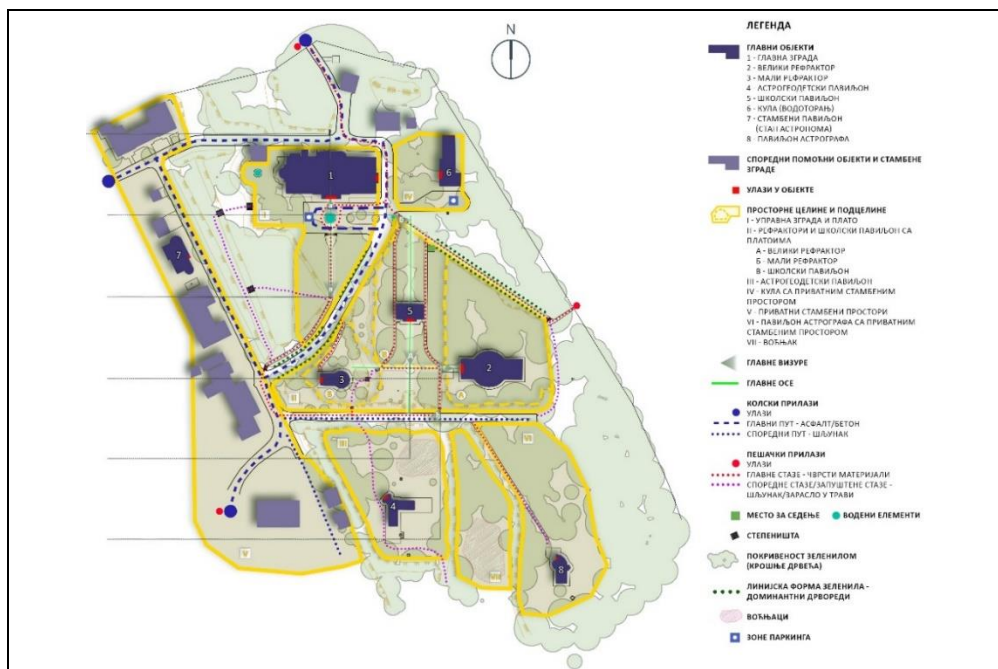 N
ЛЕГЕНДА
ГЛАВНИ ОБЈЕКТИ
1 - ГЛАВНА ЗГРАДА
2 - ВЕЛИКИ РЕФРАКТОР
3 - МАЛИ РЕФРАКТОР
4 - АСТРОГЕОДЕТСКИ ПАВИЉОН
5 - ШКОЛСКИ ПАВИЉОН
6 - КУЛА (ВОДОТОРАЊ)
7 - СТАМБЕНИ ПАВИЉОН
(СТАН АСТРОНОМА)
8 - ПАВИЉОН АСТРОГРАФА
СПОРЕДНИ ПОМОЋНИ ОБЈЕКТИ И СТАМБЕНЕ
ЗГРАДЕ
УЛАЗИ У ОБЈЕКТЕ
ПРОСТОРНЕ ЦЕЛИНЕ И ПОДЦЕЛИНЕ
I - УПРАВНА ЗГРАДА И ПЛАТО
II - РЕФРАКТОРИ И ШКОЛСКИ ПАВИЉОН СА
ПЛАТОИМА
А - ВЕЛИКИ РЕФРАКТОР
Б - МАЛИ РЕФРАКТОР
В - ШКОЛСКИ ПАВИЉОН
III - АСТРОГЕОДЕТСКИ ПАВИЉОН
IV - КУЛА СА ПРИВАТНИМ СТАМБЕНИМ
ПРОСТОРОМ
V - ПРИВАТНИ СТАМБЕНИ ПРОСТОРИ
VI - ПАВИЉОН АСТРОГРАФА СА ПРИВАТНИМ
СТАМБЕНИМ ПРОСТОРОМ
VII - ВОЋЊАК
ГЛАВНЕ ВИЗУРЕ
ГЛАВНЕ ОСЕ
КОЛСКИ ПРИЛАЗИ
УЛАЗИ
ГЛАВНИ ПУТ - АСФАЛТ/БЕТОН
СПОРЕДНИ ПУТ - ШЉУНАК
ПЕШАЧКИ ПРИЛАЗИ
УЛАЗИ
ГЛАВНЕ СТАЗЕ - ЧВРСТИ МАТЕРИЈАЛИ
СПОРЕДНЕ СТАЗЕ/ЗАПУШТЕНЕ СТАЗЕ -
ШЉУНАК/ЗАРАСЛО У ТРАВИ
МЕСТО ЗА СЕДЕЊЕ
ВОДЕНИ ЕЛЕМЕНТИ
СТЕПЕНИШТА
ПОКРИВЕНОСТ ЗЕЛЕНИЛОМ
(КРОШЊЕ ДРВЕЋА)
ЛИНИЈСКА ФОРМА ЗЕЛЕНИЛА -
ДОМИНАНТНИ ДРВОРЕДИ
ВОЋЊАЦИ
ЗОНЕ ПАРКИНГА
1
6
IV
I
7
5
2
3
В
II
Б
А
III
VI
4
V
VII
8